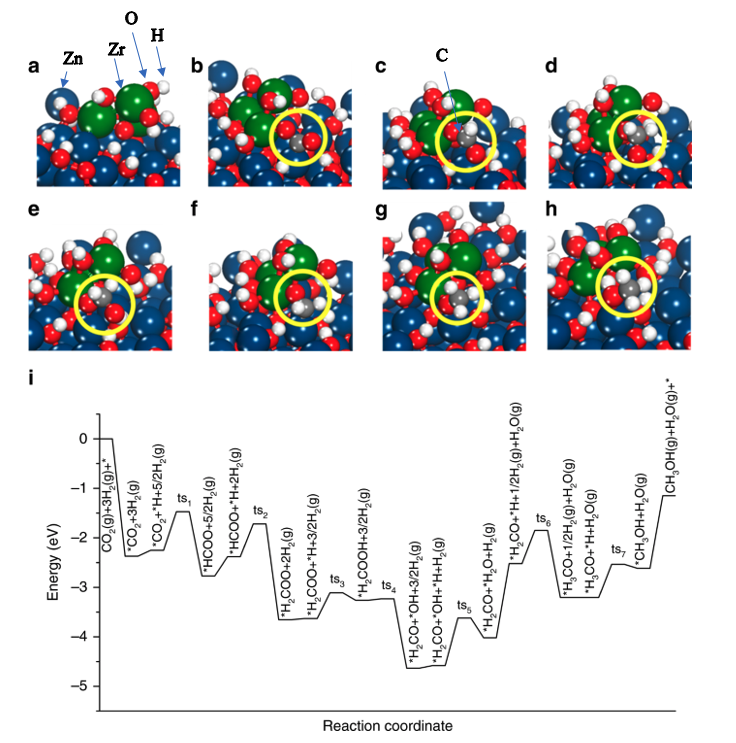 O
H
Zn
Zr
C
a
b
c
d
e
f
g
h
i
0
−1
−2
−3
−4
−5
Energy (eV)
CO₂(g)+3H₂(g)+*
*CO₂+3H₂(g)
*CO₂+*H+5/2H₂(g)
ts₁
*HCOO+5/2H₂(g)
*HCOO+*H+2H₂(g)
ts₂
*H₂COO+2H₂(g)
*H₂COO+*H+3/2H₂(g)
ts₃
*H₂COOH+3/2H₂(g)
ts₄
*H₂CO+*OH+3/2H₂(g)
*H₂CO+*OH+*H+H₂(g)
ts₅
*H₂CO+*H₂O+H₂(g)
*H₂CO+*H+1/2H₂(g)+H₂O(g)
ts₆
*H₃CO+1/2H₂(g)+H₂O(g)
*H₃CO+*H+H₂O(g)
ts₇
*CH₃OH+H₂O(g)
CH₃OH(g)+H₂O(g)+*
Reaction coordinate